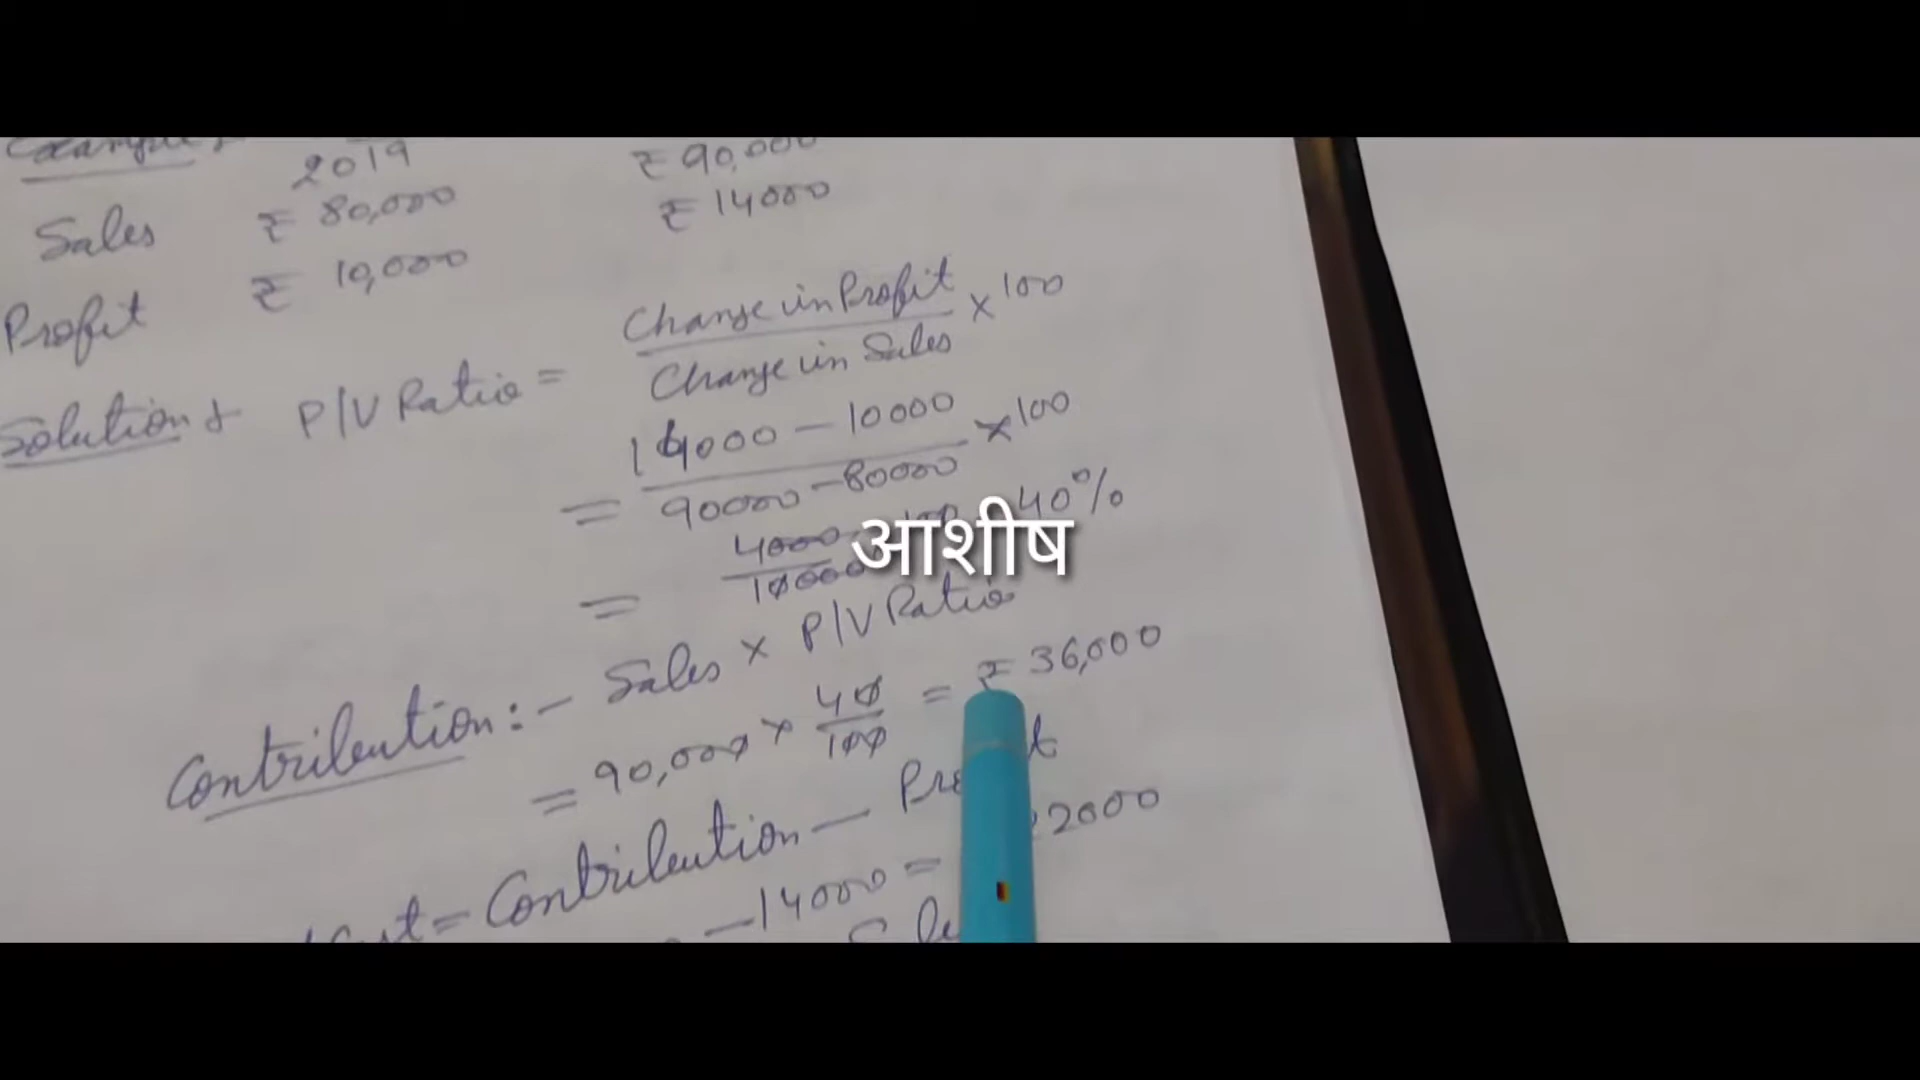 Example:
2019 ₹ 90,000
Sales ₹ 80,000 ₹ 14000
Profit ₹ 10,000
Solution: P/V Ratio = Change in Profit / Change in Sales × 100
= 14000 - 10000 / 90000 - 80000 × 100
= 4000 / 10000 40%
आशीष
Contribution :- Sales × P/V Ratio
= 90,000 × 40/100 = ₹ 36,000
= Contribution - 
-14000 = 2000